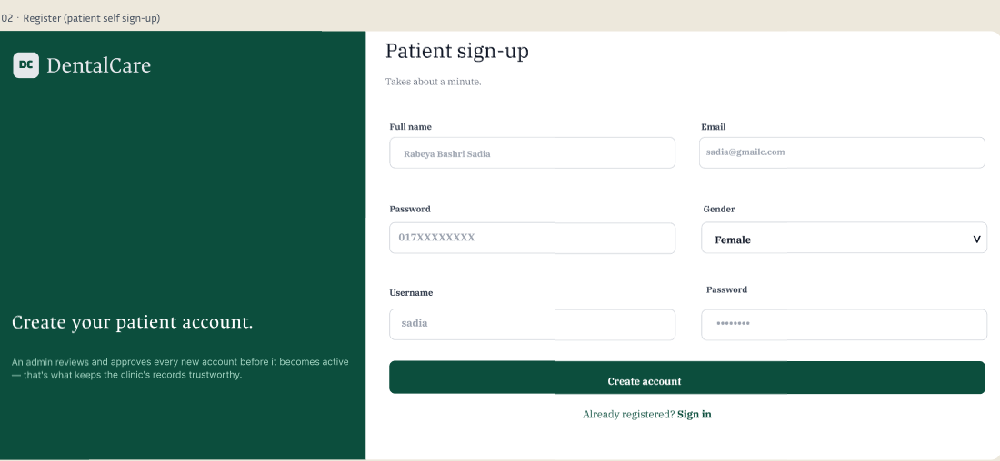 02 · Register (patient self sign-up)
DC DentalCare
Create your patient account.
An admin reviews and approves every new account before it becomes active
— that's what keeps the clinic's records trustworthy.
Patient sign-up
Takes about a minute.
Full name
Rabeya Bashri Sadia
Email
sadia@gmailc.com
Password
017XXXXXXXX
Gender
Female
V
Username
sadia
Password
••••••••
Create account
Already registered? Sign in